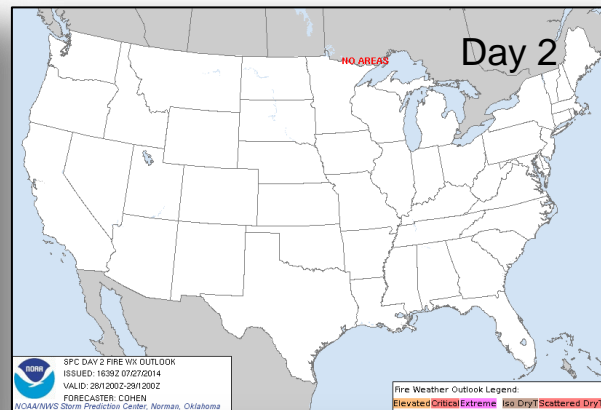 Day 2
NO AREAS
NOAA
SPC DAY 2 FIRE WX OUTLOOK
ISSUED: 1639Z 07/27/2014
VALID: 28/1200Z-29/1200Z
FORECASTER: COHEN
NOAA/NWS Storm Prediction Center, Norman, Oklahoma
Fire Weather Outlook Legend:
Elevated Critical Extreme Iso DryT Scattered DryT